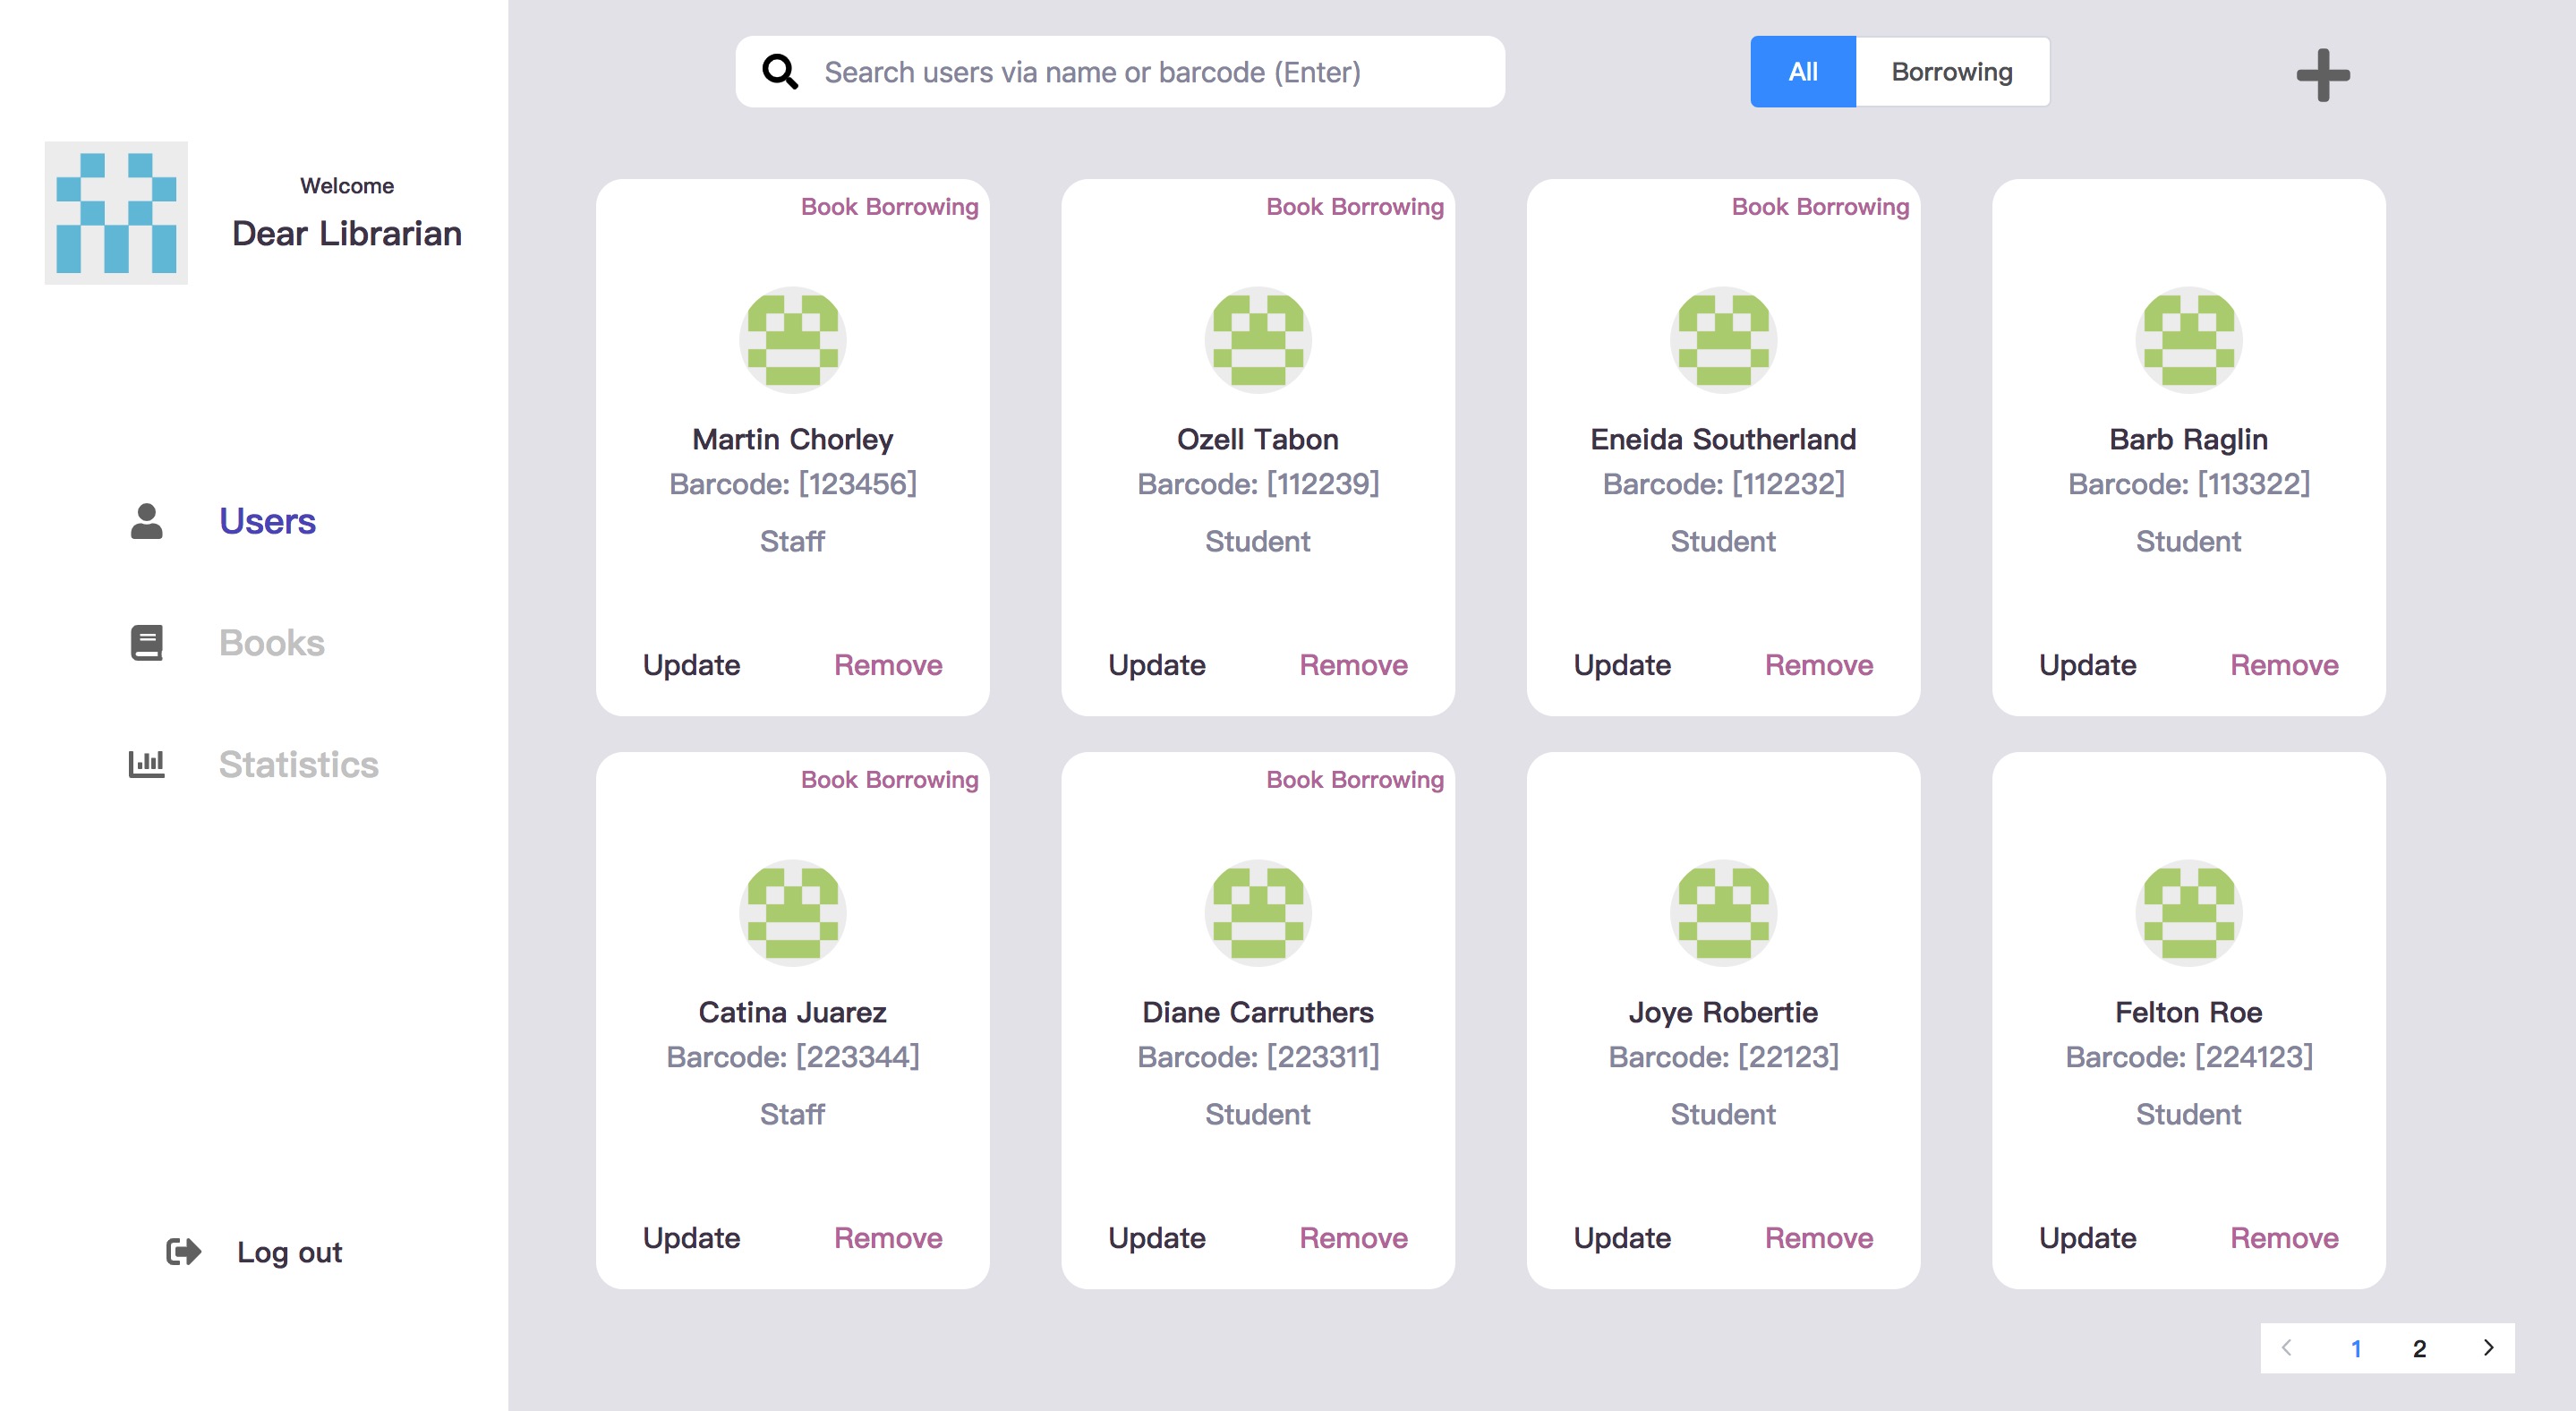 Welcome
Dear Librarian
Users
Books
Statistics
Log out
Search users via name or barcode (Enter)
All
Borrowing
Book Borrowing
Martin Chorley
Barcode: [123456]
Staff
Update
Remove
Book Borrowing
Ozell Tabon
Barcode: [112239]
Student
Update
Remove
Book Borrowing
Eneida Southerland
Barcode: [112232]
Student
Update
Remove
Barb Raglin
Barcode: [113322]
Student
Update
Remove
Book Borrowing
Catina Juarez
Barcode: [223344]
Staff
Update
Remove
Book Borrowing
Diane Carruthers
Barcode: [223311]
Student
Update
Remove
Joye Robertie
Barcode: [22123]
Student
Update
Remove
Felton Roe
Barcode: [224123]
Student
Update
Remove
1 2